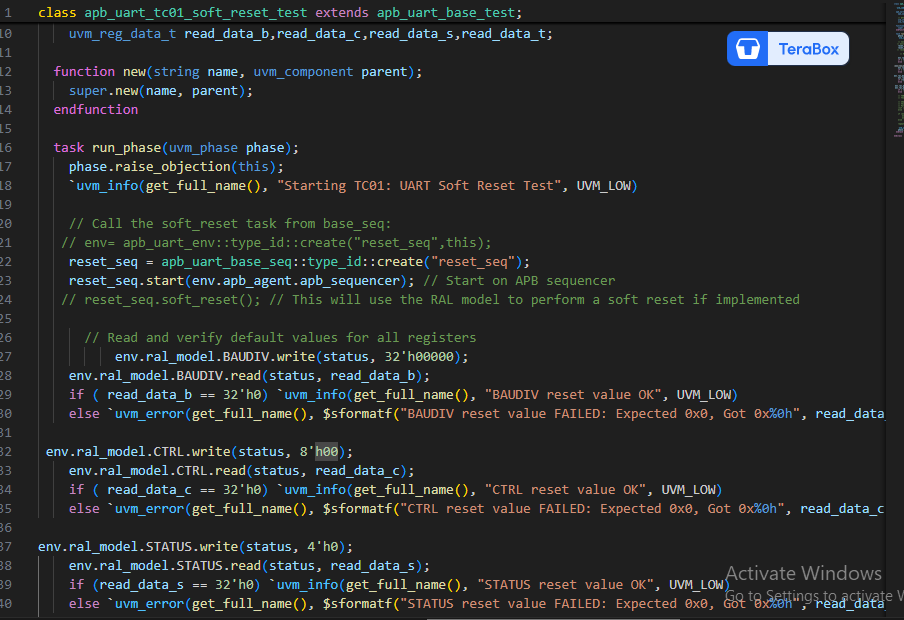 1 class apb_uart_tc01_soft_reset_test extends apb_uart_base_test;
10 uvm_reg_data_t read_data_b,read_data_c,read_data_s,read_data_t;
TeraBox
11
12 function new(string name, uvm_component parent);
13 super.new(name, parent);
14 endfunction
15
16 task run_phase(uvm_phase phase);
17 phase.raise_objection(this);
18 `uvm_info(get_full_name(), "Starting TC01: UART Soft Reset Test", UVM_LOW)
19
20 // Call the soft_reset task from base_seq:
21 // env= apb_uart_env::type_id::create("reset_seq",this);
22 reset_seq = apb_uart_base_seq::type_id::create("reset_seq");
23 reset_seq.start(env.apb_agent.apb_sequencer); // Start on APB sequencer
24 // reset_seq.soft_reset(); // This will use the RAL model to perform a soft reset if implemented
25
26 // Read and verify default values for all registers
27 env.ral_model.BAUDIV.write(status, 32'h00000);
28 env.ral_model.BAUDIV.read(status, read_data_b);
29 if ( read_data_b == 32'h0) `uvm_info(get_full_name(), "BAUDIV reset value OK", UVM_LOW)
30 else `uvm_error(get_full_name(), $sformatf("BAUDIV reset value FAILED: Expected 0x0, Got 0x%0h", read_data_
31
32 env.ral_model.CTRL.write(status, 8'h00);
33 env.ral_model.CTRL.read(status, read_data_c);
34 if ( read_data_c == 32'h0) `uvm_info(get_full_name(), "CTRL reset value OK", UVM_LOW)
35 else `uvm_error(get_full_name(), $sformatf("CTRL reset value FAILED: Expected 0x0, Got 0x%0h", read_data_c
36
37 env.ral_model.STATUS.write(status, 4'h0);
38 env.ral_model.STATUS.read(status, read_data_s);
39 if (read_data_s == 32'h0) `uvm_info(get_full_name(), "STATUS reset value OK", UVM_LOW)
40 else `uvm_error(get_full_name(), $sformatf("STATUS reset value FAILED: Expected 0x0, Got 0x%0h", read_data_
Activate Windows
Go to Settings to activate W